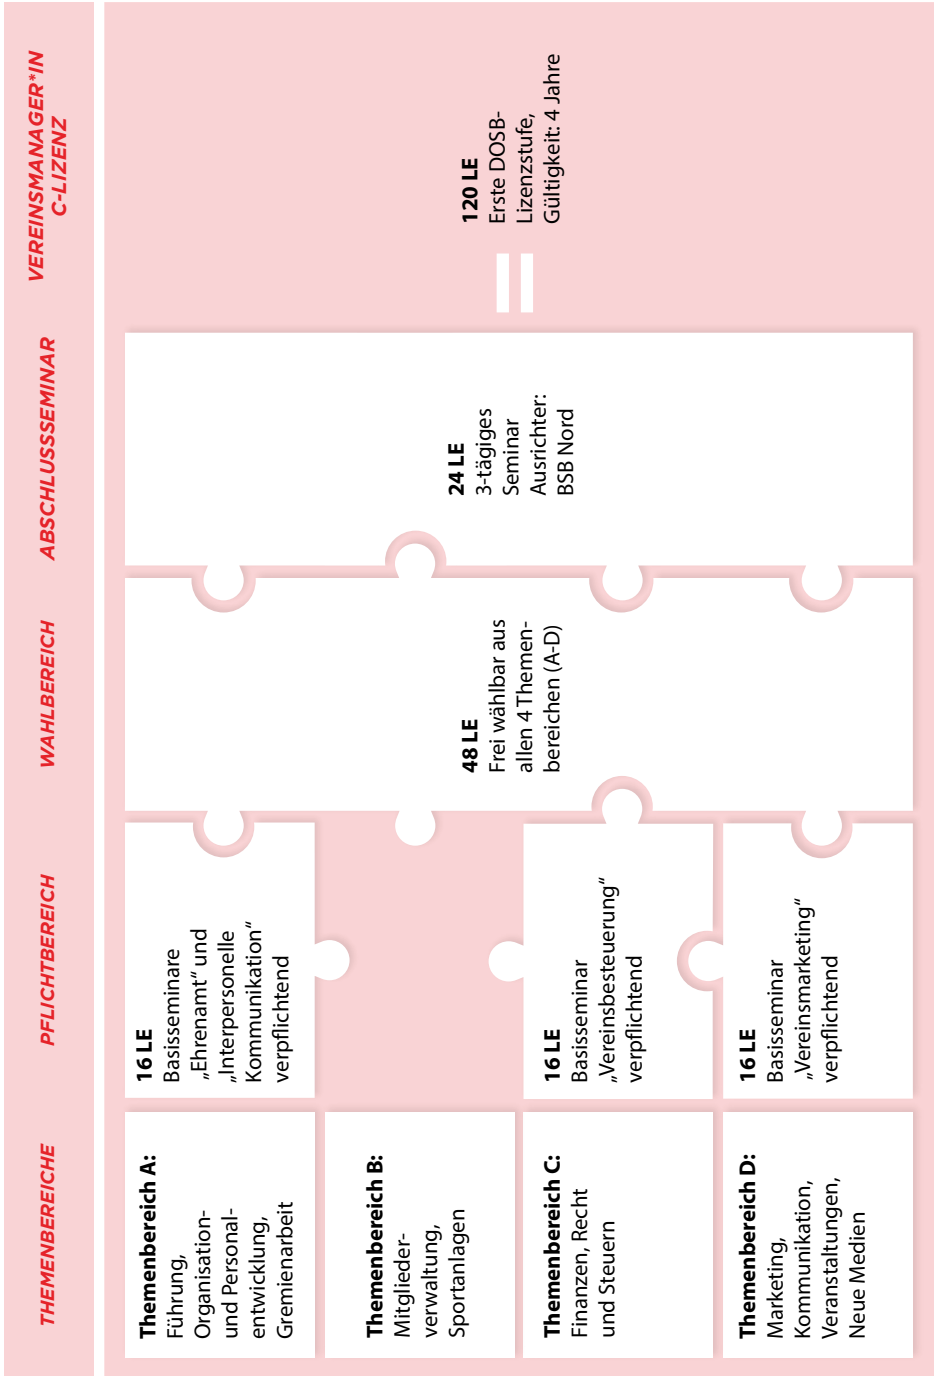 THEMENBEREICHE
PFLICHTBEREICH
WAHLBEREICH
ABSCHLUSSSEMINAR
VEREINSMANAGER*IN
C-LIZENZ
Themenbereich A:
Führung,
Organisation-
und Personal-
entwicklung,
Gremienarbeit
16 LE
Basisseminare
„Ehrenamt“ und
„Interpersonelle
Kommunikation“
verpflichtend
Themenbereich B:
Mitglieder-
verwaltung,
Sportanlagen
Themenbereich C:
Finanzen, Recht
und Steuern
16 LE
Basisseminar
„Vereinsbesteuerung“
verpflichtend
Themenbereich D:
Marketing,
Kommunikation,
Veranstaltungen,
Neue Medien
16 LE
Basisseminar
„Vereinsmarketing“
verpflichtend
48 LE
Frei wählbar aus
allen 4 Themen-
bereichen (A-D)
24 LE
3-tägiges
Seminar
Ausrichter:
BSB Nord
120 LE
Erste DOSB-
Lizenzstufe,
Gültigkeit: 4 Jahre